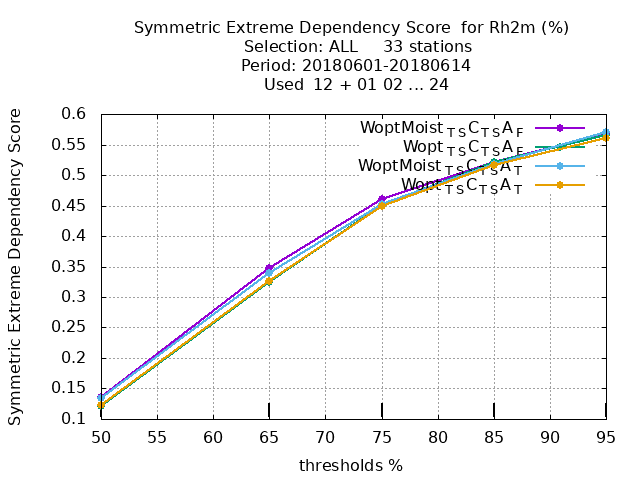 Symmetric Extreme Dependency Score for Rh2m (%)
Selection: ALL 33 stations
Period: 20180601-20180614
Used 12 + 01 02 ... 24
Symmetric Extreme Dependency Score
0.6
0.55
0.5
0.45
0.4
0.35
0.3
0.25
0.2
0.15
0.1
WoptMoist TS C TS A F
Wopt TS C TS A F
WoptMoist TS C TS A T
Wopt TS C TS A T
50 55 60 65 70 75 80 85 90 95
thresholds %